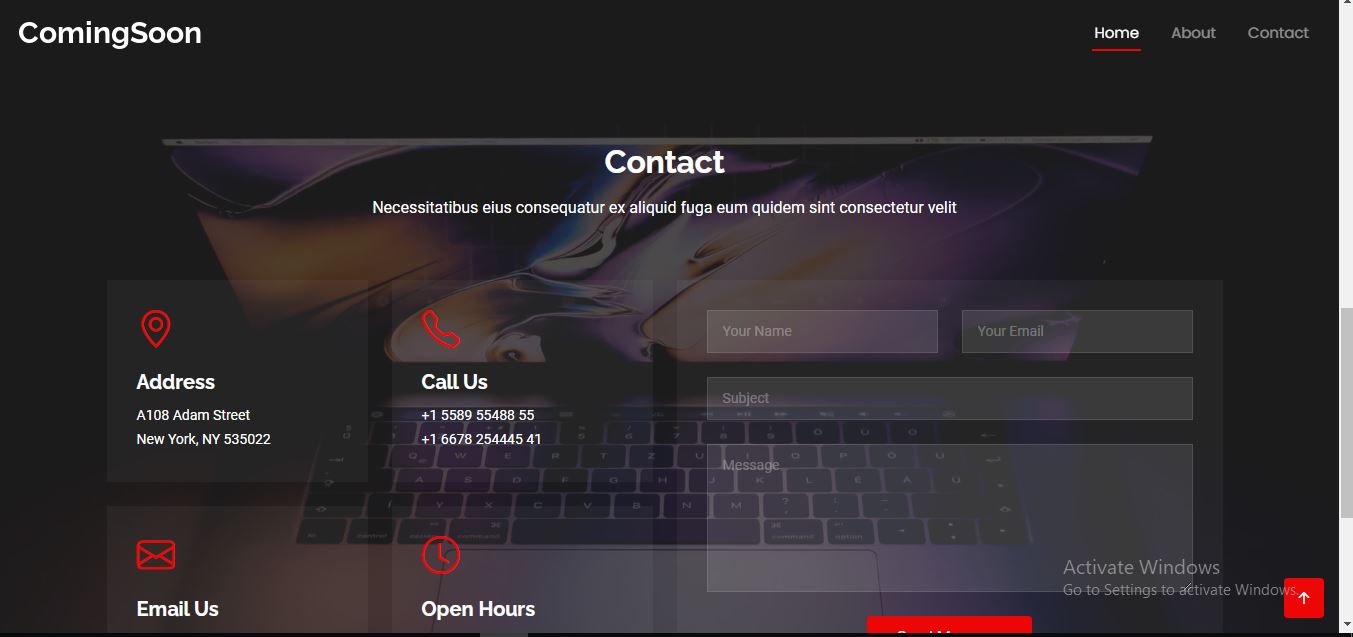 ComingSoon
Home
About
Contact
Contact
Necessitatibus eius consequatur ex aliquid fuga eum quidem sint consectetur velit
Address
A108 Adam Street
New York, NY 535022
Call Us
+1 5589 55488 55
+1 6678 254445 41
Email Us
Open Hours
Your Name
Your Email
Subject
Message
Activate Windows
Go to Settings to activate Windows.